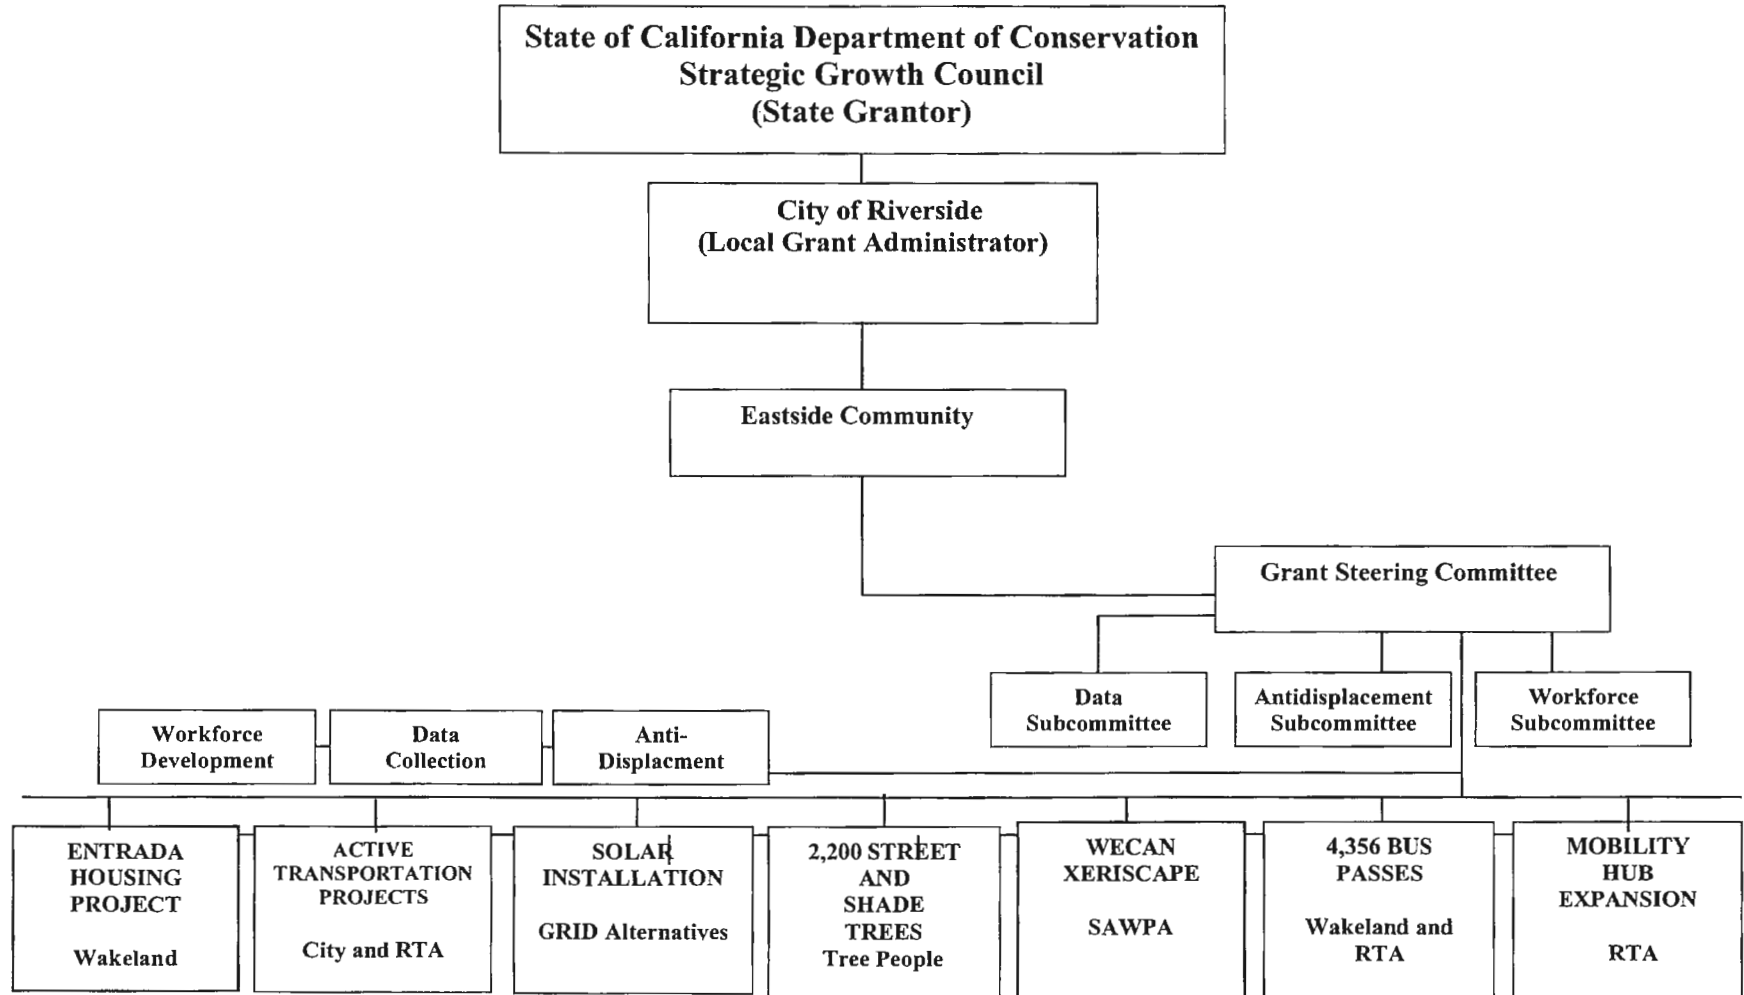 State of California Department of Conservation
Strategic Growth Council
(State Grantor)
City of Riverside
(Local Grant Administrator)
Eastside Community
Grant Steering Committee
Data
Subcommittee
Antidisplacement
Subcommittee
Workforce
Subcommittee
Workforce
Development
Data
Collection
Anti-
Displacment
ENTRADA
HOUSING
PROJECT
Wakeland
ACTIVE
TRANSPORTATION
PROJECTS
City and RTA
SOLAR
INSTALLATION
GRID Alternatives
2,200 STREET
AND
SHADE
TREES
Tree People
WECAN
XERISCAPE
SAWPA
4,356 BUS
PASSES
Wakeland and
RTA
MOBILITY
HUB
EXPANSION
RTA